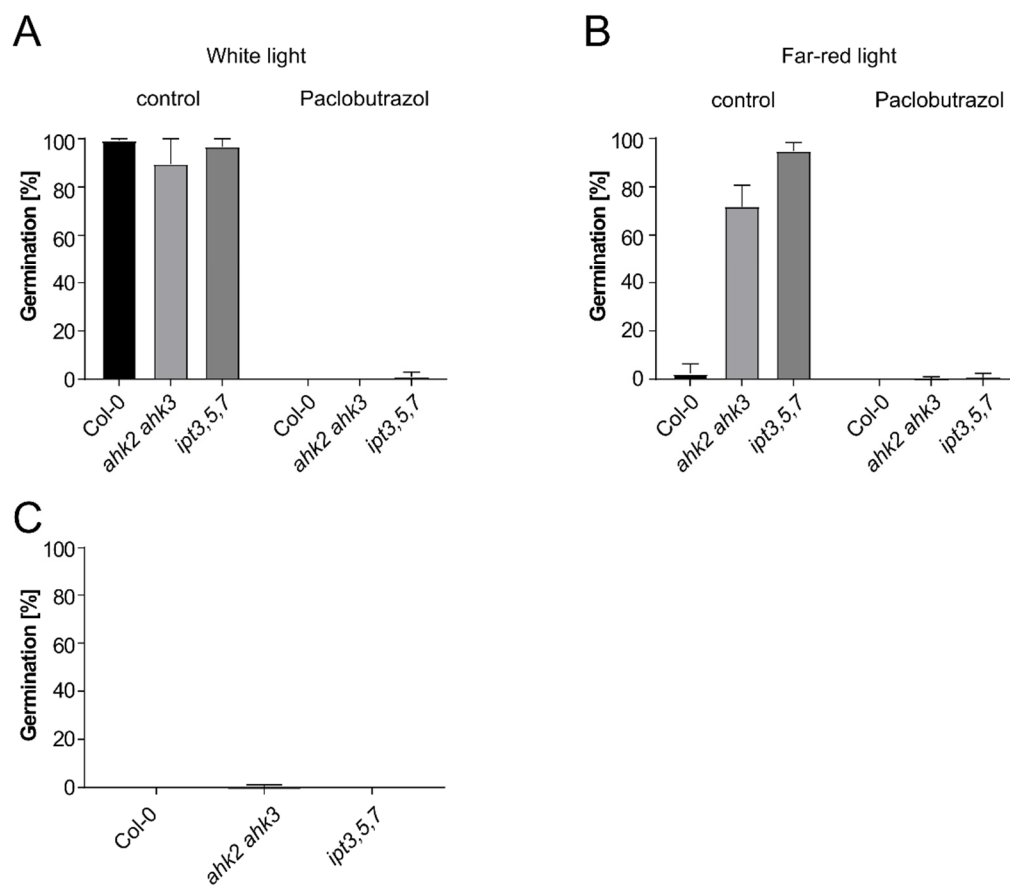 A
White light
control Paclobutrazol
Germination [%]
100
80
60
40
20
0
Col-0
ahk2 ahk3
ipt3,5,7
Col-0
ahk2 ahk3
ipt3,5,7
B
Far-red light
control Paclobutrazol
Germination [%]
100
80
60
40
20
0
Col-0
ahk2 ahk3
ipt3,5,7
Col-0
ahk2 ahk3
ipt3,5,7
C
Germination [%]
100
80
60
40
20
0
Col-0
ahk2 ahk3
ipt3,5,7